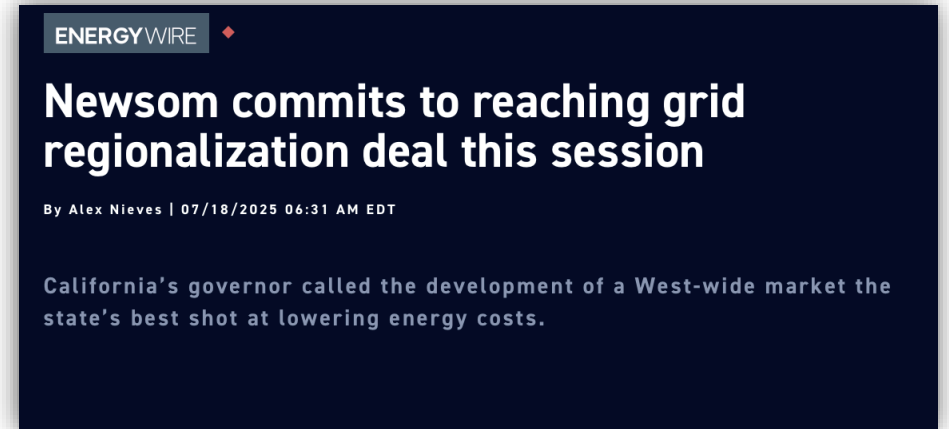 ENERGYWIRE
Newsom commits to reaching grid
regionalization deal this session
By Alex Nieves | 07/18/2025 06:31 AM EDT
California’s governor called the development of a West-wide market the
state’s best shot at lowering energy costs.